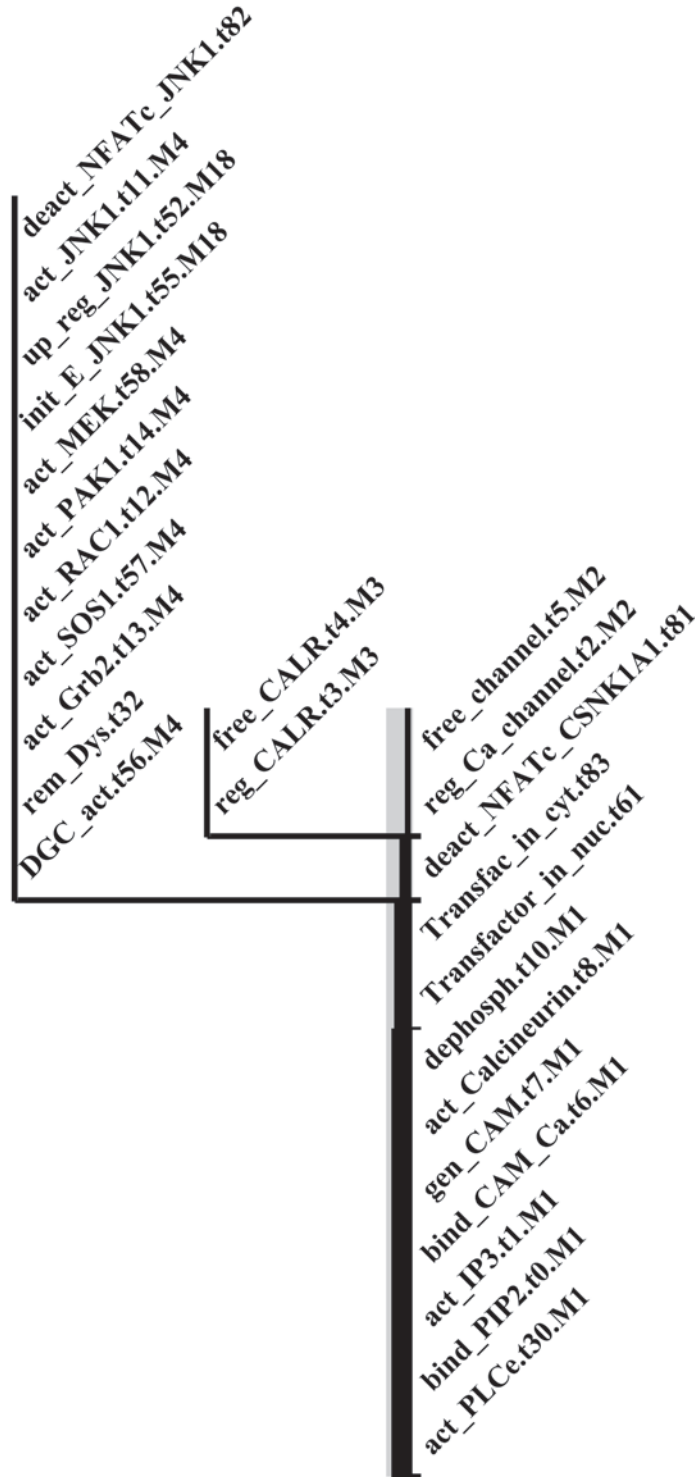 deact_NFATc_JNK1.t82
act_JNK1.t11.M4
up_reg_JNK1.t52.M18
init_E_JNK1.t55.M18
act_MEK.t58.M4
act_PAK1.t14.M4
act_RAC1.t12.M4
act_SOS1.t57.M4
act_Grb2.t13.M4
rem_Dys.t32
DGC_act.t56.M4
free_CALR.t4.M3
reg_CALR.t3.M3
free_channel.t5.M2
reg_Ca_channel.t2.M2
deact_NFATc_CSNK1A1.t81
Transfac_in_cyt.t83
Transfactor_in_nuc.t61
dephosph.t10.M1
act_Calcineurin.t8.M1
gen_CAM.t7.M1
bind_CAM_Ca.t6.M1
act_IP3.t1.M1
bind_PIP2.t0.M1
act_PLCe.t30.M1